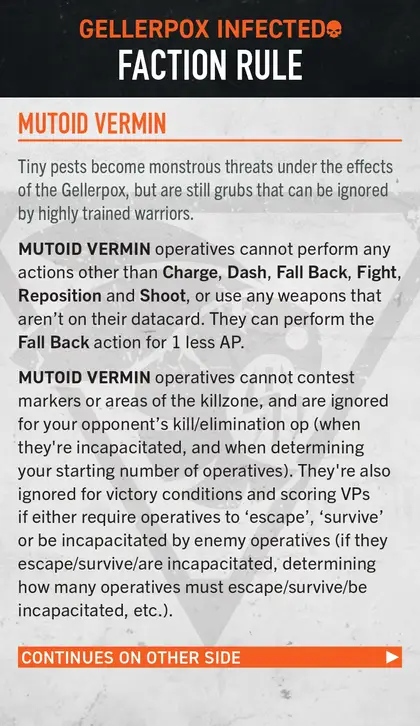 GELLERPOX INFECTED
FACTION RULE
MUTOID VERMIN
Tiny pests become monstrous threats under the effects
of the Gellerpox, but are still grubs that can be ignored
by highly trained warriors.
MUTOID VERMIN operatives cannot perform any
actions other than Charge, Dash, Fall Back, Fight,
Reposition and Shoot, or use any weapons that
aren’t on their datacard. They can perform the
Fall Back action for 1 less AP.
MUTOID VERMIN operatives cannot contest
markers or areas of the killzone, and are ignored
for your opponent’s kill/elimination op (when
they're incapacitated, and when determining
your starting number of operatives). They're also
ignored for victory conditions and scoring VPs
if either require operatives to ‘escape’, ‘survive’
or be incapacitated by enemy operatives (if they
escape/survive/are incapacitated, determining
how many operatives must escape/survive/be
incapacitated, etc.).
CONTINUES ON OTHER SIDE